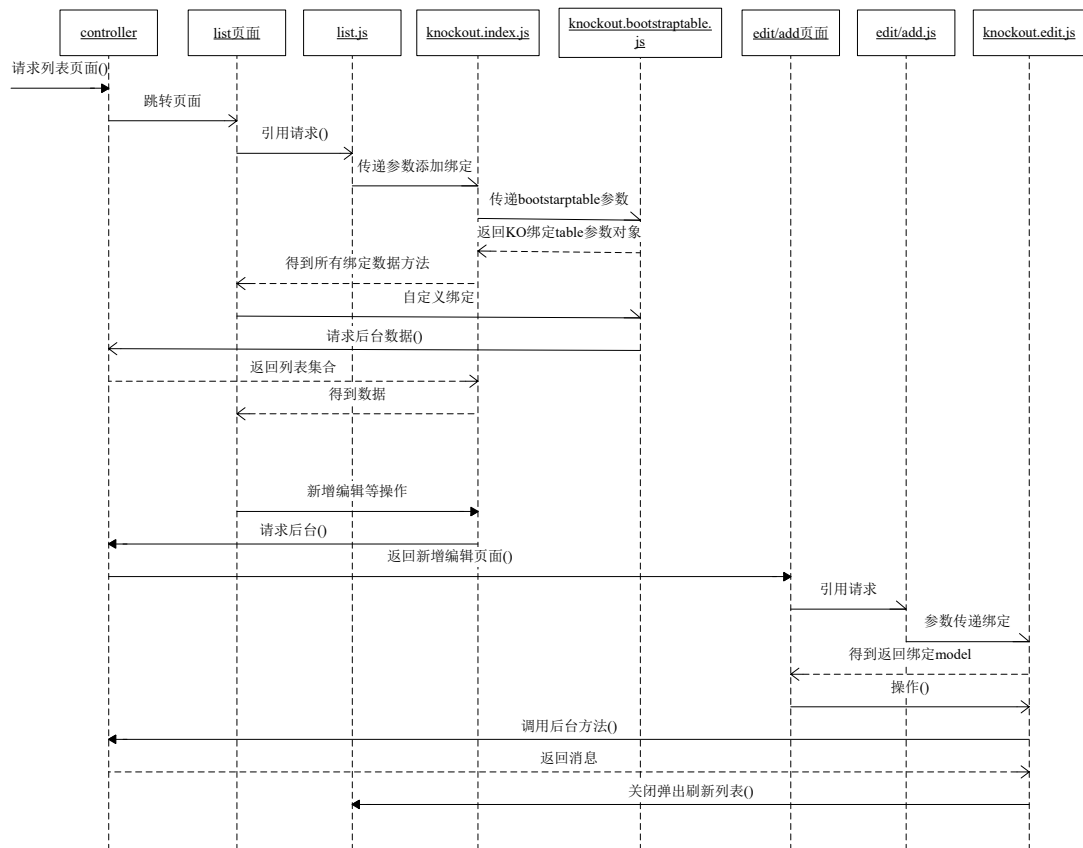 controller
list页面
list.js
knockout.index.js
knockout.bootstraptable.
js
edit/add页面
edit/add.js
knockout.edit.js
请求列表页面()
跳转页面
引用请求()
传递参数添加绑定
传递bootstarptable参数
返回KO绑定table参数对象
得到所有绑定数据方法
自定义绑定
请求后台数据()
返回列表集合
得到数据
新增编辑等操作
请求后台()
返回新增编辑页面()
引用请求
参数传递绑定
得到返回绑定model
操作()
调用后台方法()
返回消息
关闭弹出刷新列表()